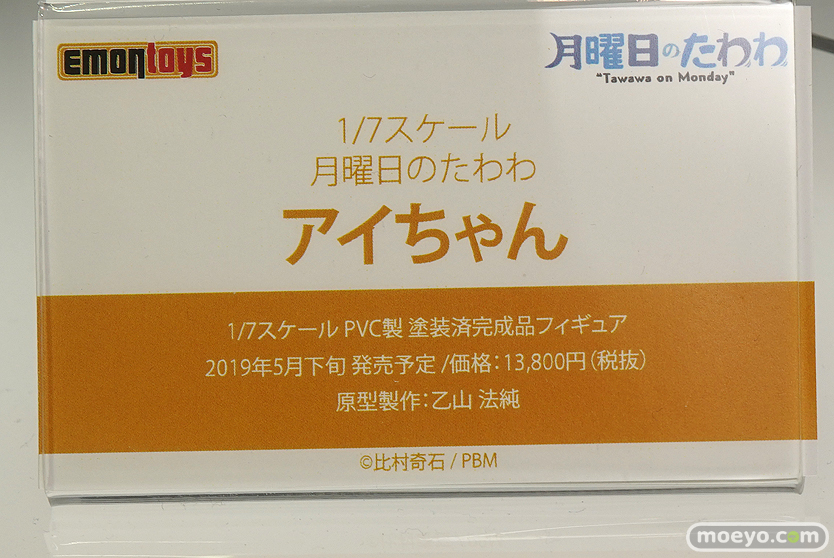 emontoys
月曜日のたわわ
"Tawawa on Monday"
1/7スケール
月曜日のたわわ
アイちゃん
1/7スケール PVC製 塗装済完成品フィギュア
2019年5月下旬 発売予定 /価格:13,800円(税抜)
原型製作:乙山 法純
©比村奇石 / PBM
moeyo.com